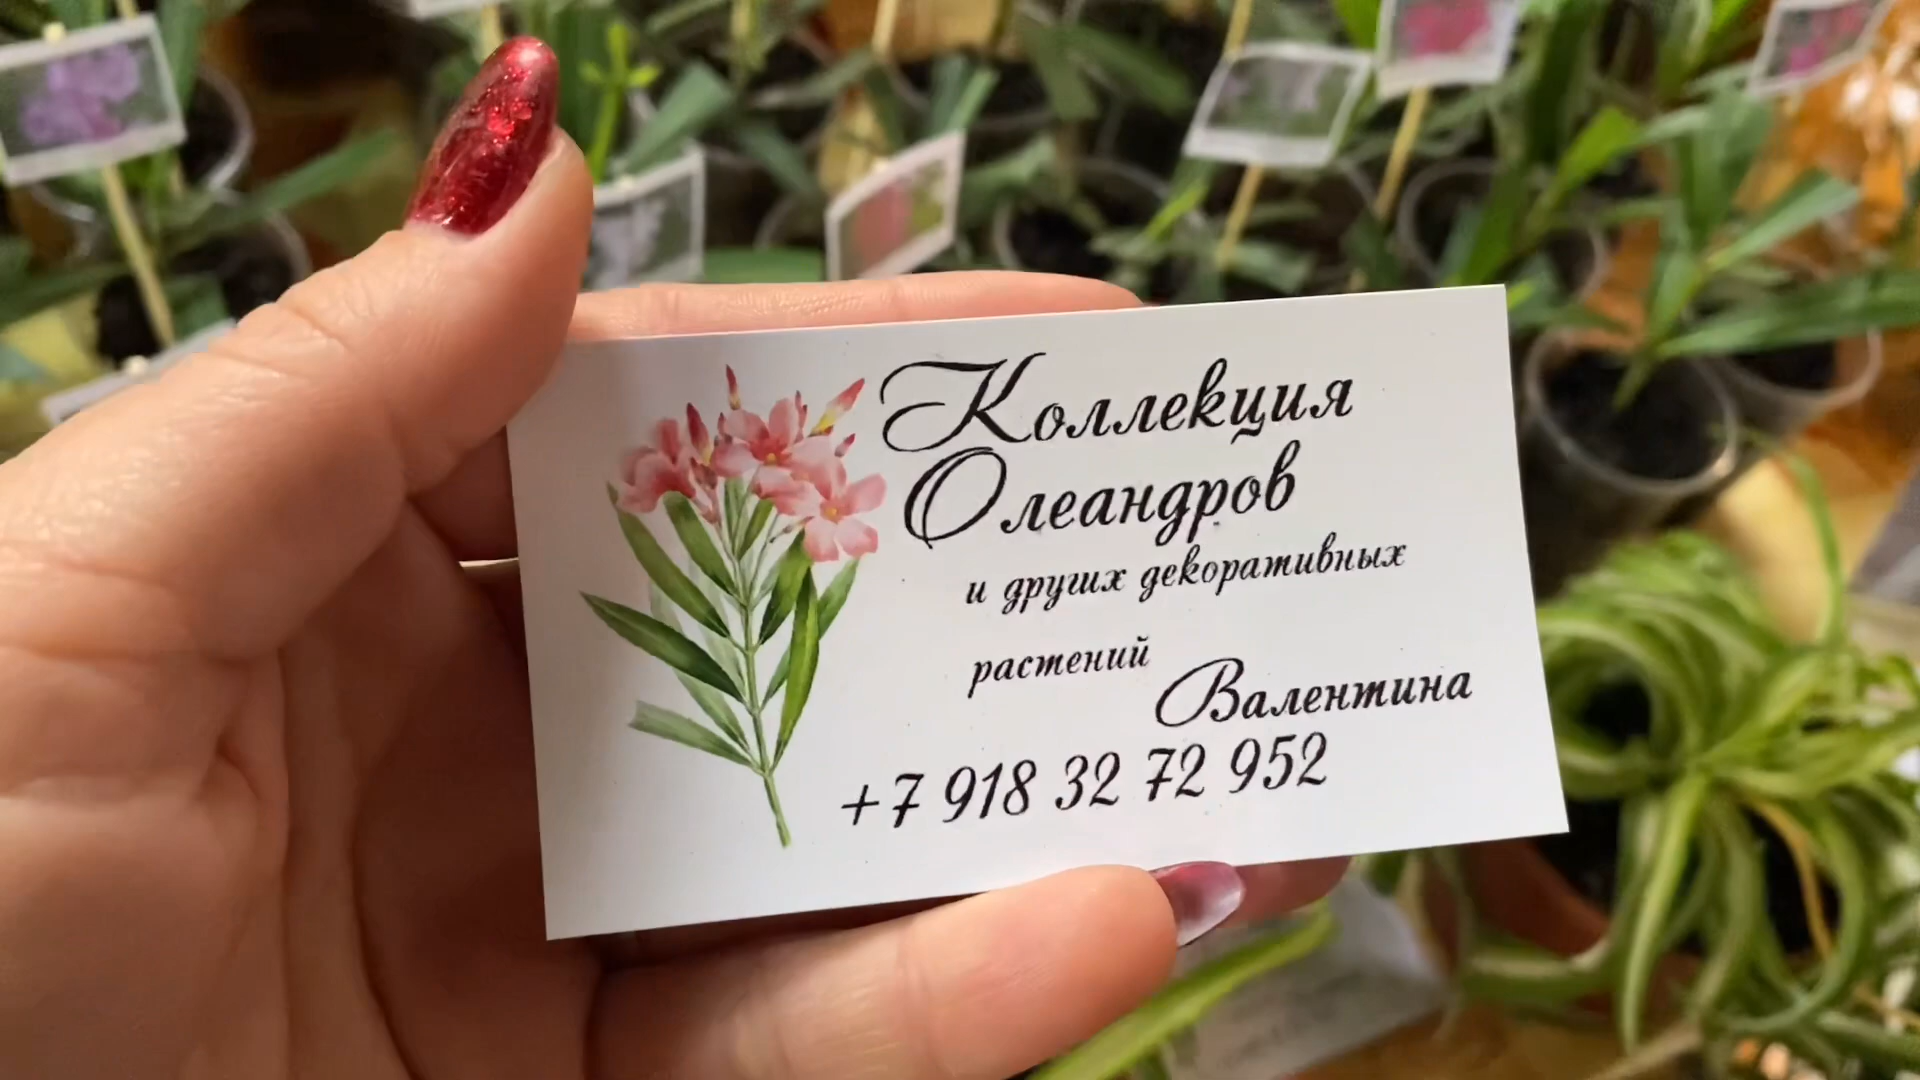 Коллекция
Олеандров
и других декоративных
растений
Валентина
+7 918 32 72 952